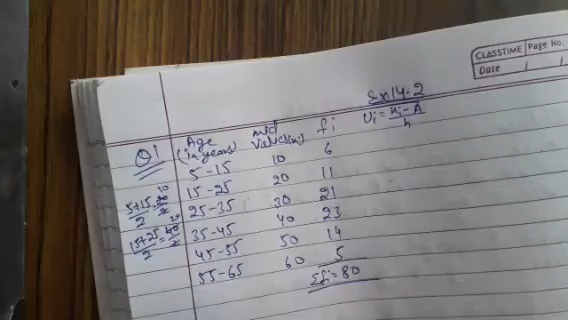 CLASSTIME Page No.
Date / /
Ex 14.2
Q1 Age (in years) mid values(xi) fi Ui = xi - A / h
5-15 10 6
15-25 20 11
25-35 30 21
35-45 40 23
45-55 50 14
55-65 60 5
Σfi = 80
5+15/2 = 20/2 10
15+25/2 = 40/2 20